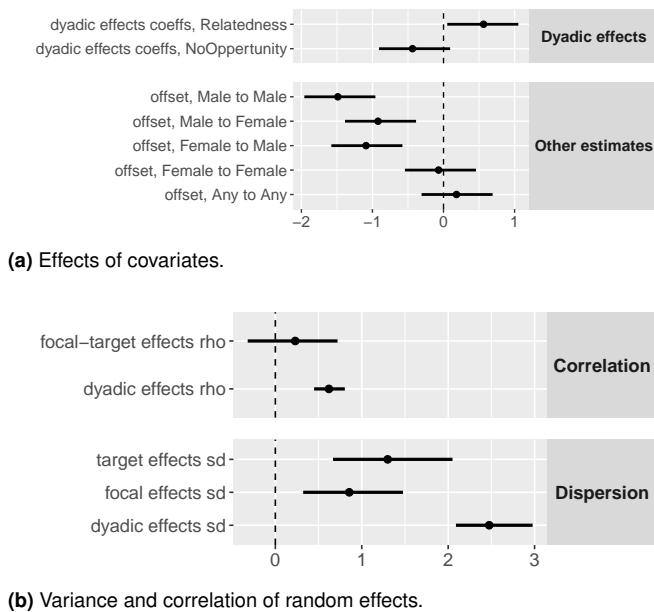 dyadic effects coeffs, Relatedness
dyadic effects coeffs, NoOppertunity
Dyadic effects
offset, Male to Male
offset, Male to Female
offset, Female to Male
offset, Female to Female
offset, Any to Any
Other estimates
−2 −1 0 1
(a) Effects of covariates.
focal−target effects rho
dyadic effects rho
Correlation
target effects sd
focal effects sd
dyadic effects sd
Dispersion
0 1 2 3
(b) Variance and correlation of random effects.